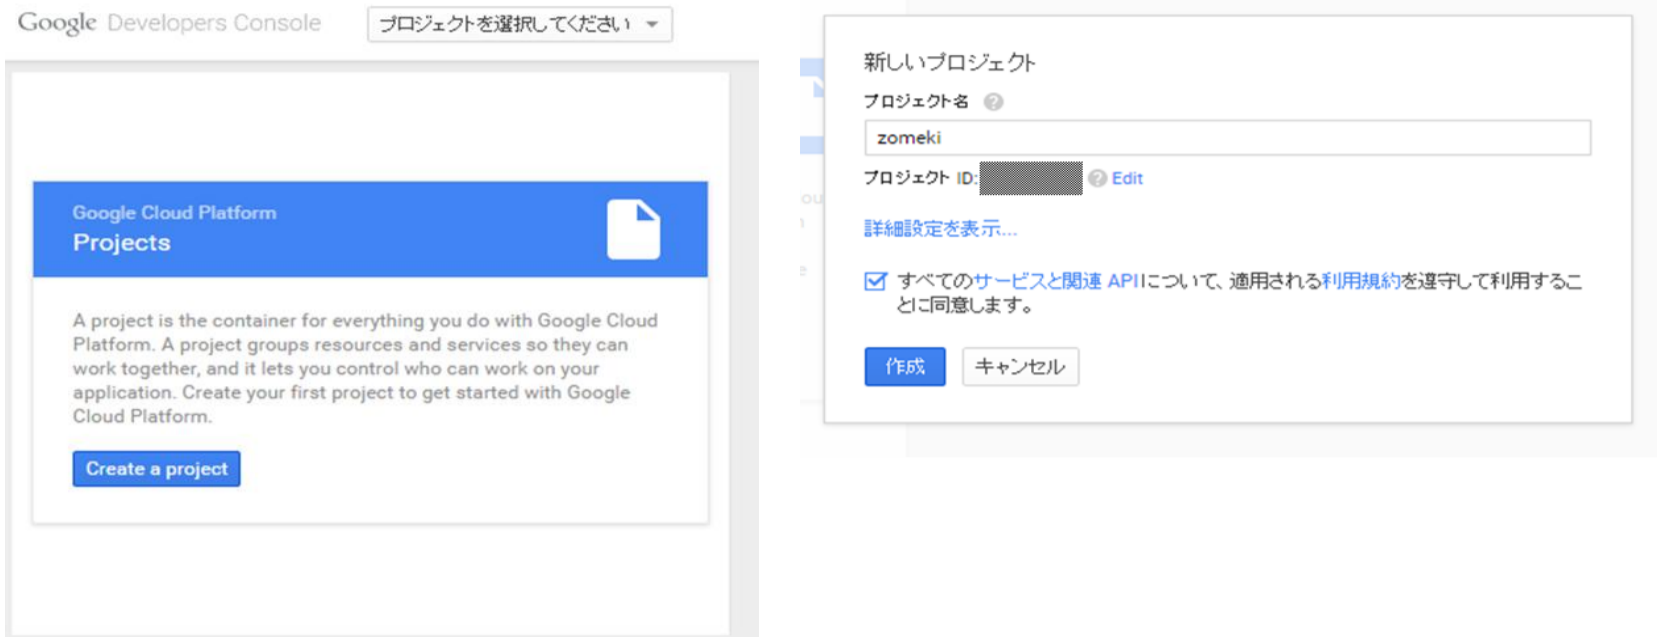 Google Developers Console
プロジェクトを選択してください
Google Cloud Platform
Projects
A project is the container for everything you do with Google Cloud
Platform. A project groups resources and services so they can
work together, and it lets you control who can work on your
application. Create your first project to get started with Google
Cloud Platform.
Create a project
新しいプロジェクト
プロジェクト名
zomeki
プロジェクト ID:
Edit
詳細設定を表示...
すべてのサービスと関連 APIについて、適用される利用規約を遵守して利用するこ
とに同意します。
作成
キャンセル